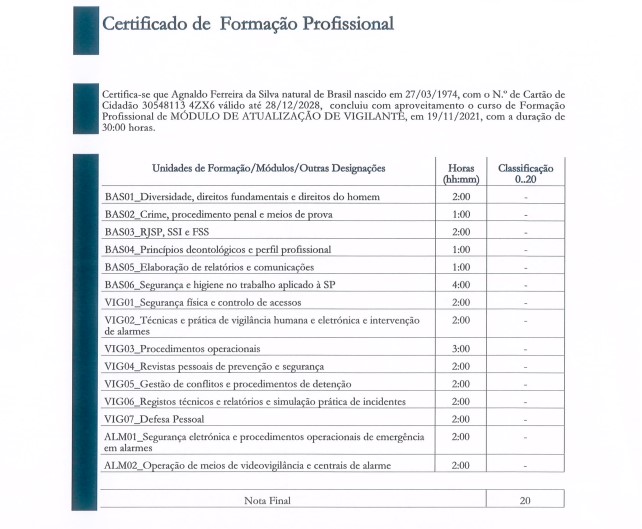 Certificado de Formação Profissional
Certifica-se que Agnaldo Ferreira da Silva natural de Brasil nascido em 27/03/1974, com o N.º de Cartão de
Cidadão 30548113 4ZX6 válido até 28/12/2028, concluiu com aproveitamento o curso de Formação
Profissional de MÓDULO DE ATUALIZAÇÃO DE VIGILANTE, em 19/11/2021, com a duração de
30:00 horas.
Unidades de Formação/Módulos/Outras Designações Horas Classificação
(hh:mm) 0..20
BAS01_Diversidade, direitos fundamentais e direitos do homem 2:00 -
BAS02_Crime, procedimento penal e meios de prova 1:00 -
BAS03_RJSP, SSI e FSS 2:00 -
BAS04_Princípios deontológicos e perfil profissional 1:00 -
BAS05_Elaboração de relatórios e comunicações 1:00 -
BAS06_Segurança e higiene no trabalho aplicado à SP 4:00 -
VIG01_Segurança física e controlo de acessos 2:00 -
VIG02_Técnicas e prática de vigilância humana e eletrónica e intervenção 2:00 -
de alarmes
VIG03_Procedimentos operacionais 3:00 -
VIG04_Revistas pessoais de prevenção e segurança 2:00 -
VIG05_Gestão de conflitos e procedimentos de detenção 2:00 -
VIG06_Registos técnicos e relatórios e simulação prática de incidentes 2:00 -
VIG07_Defesa Pessoal 2:00 -
ALM01_Segurança eletrónica e procedimentos operacionais de emergência 2:00 -
em alarmes
ALM02_Operação de meios de videovigilância e centrais de alarme 2:00 -
Nota Final 20